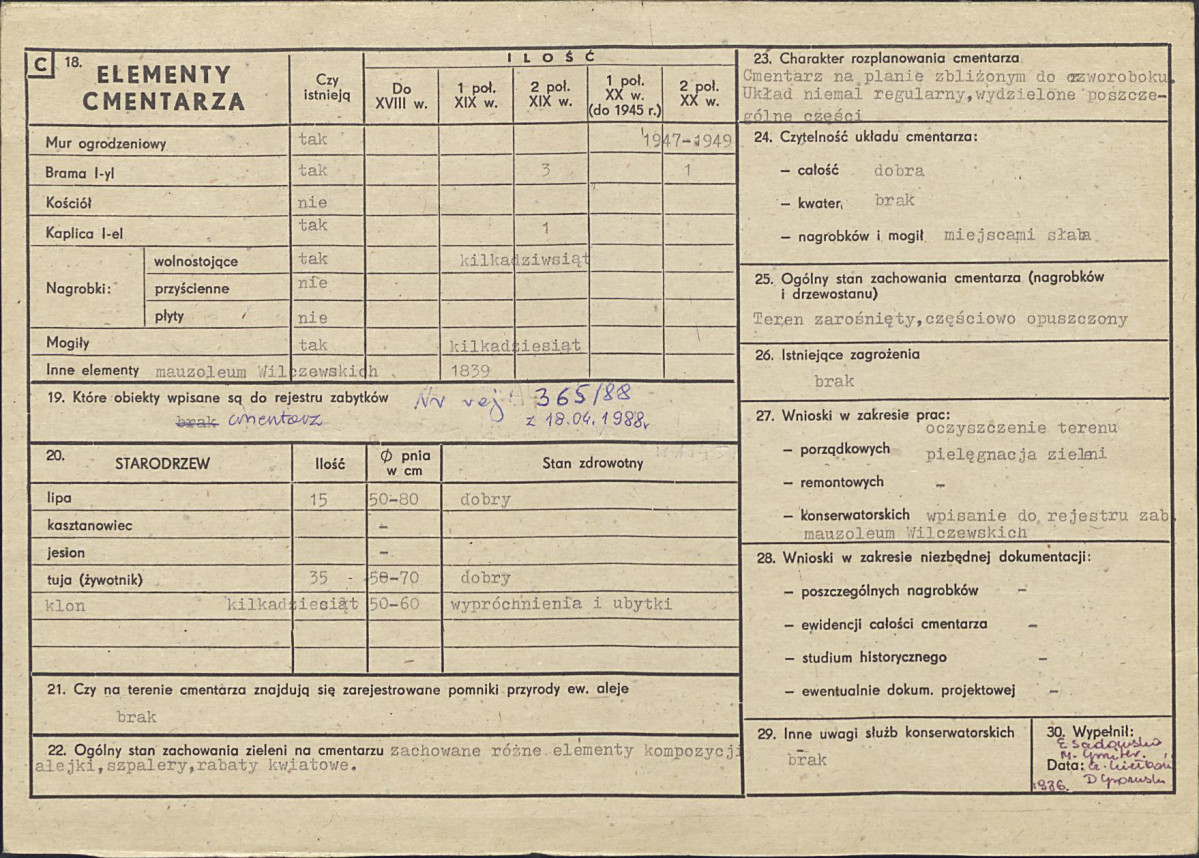 C 18. ELEMENTY CMENTARZA
Czy istnieją
ILOŚĆ
Do XVIII w.
1 poł. XIX w.
2 poł. XIX w.
1 poł. XX w. (do 1945 r.)
2 poł. XX w.
Mur ogrodzeniowy tak 1947-1949
Brama l-yl tak 3 1
Kościół nie
Kaplica l-el tak 1
Nagrobki:
wolnostojące tak kilkadziwsiąt
przyścienne nie
płyty nie
Mogiły tak kilkadziesiąt
Inne elementy mauzoleum Wilczewskich 1839
19. Które obiekty wpisane są do rejestru zabytków Nr rej 365/88
brak cmentarz z 18.04.1988r
20. STARODRZEW Ilość Ø pnia w cm Stan zdrowotny
lipa 15 50-80 dobry
kasztanowiec -
jesion -
tuja (żywotnik) 35 - 50-70 dobry
klon kilkadziesiąt 50-60 wypróchnienia i ubytki
21. Czy na terenie cmentarza znajdują się zarejestrowane pomniki przyrody ew. aleje
brak
22. Ogólny stan zachowania zieleni na cmentarzu zachowane różne elementy kompozycji
alejki,szpalery,rabaty kwiatowe.
23. Charakter rozplanowania cmentarza
Cmentarz na planie zbliżonym do czworoboku.
Układ niemal regularny,wydzielone poszcze-
gólne części
24. Czytelność układu cmentarza:
– całość dobra
– kwater, brak
– nagrobków i mogił miejscami słaba
25. Ogólny stan zachowania cmentarza (nagrobków
i drzewostanu)
Teren zarośnięty,częściowo opuszczony
26. Istniejące zagrożenia
brak
27. Wnioski w zakresie prac:
oczyszczenie terenu
– porządkowych pielęgnacja zieleni
– remontowych -
– konserwatorskich wpisanie do rejestru zab.
mauzoleum Wilczewskich
28. Wnioski w zakresie niezbędnej dokumentacji:
– poszczególnych nagrobków -
– ewidencji całości cmentarza -
– studium historycznego -
– ewentualnie dokum. projektowej -
29. Inne uwagi służb konserwatorskich
brak
30. Wypełnił:
E Sadowska
Data:
1986.